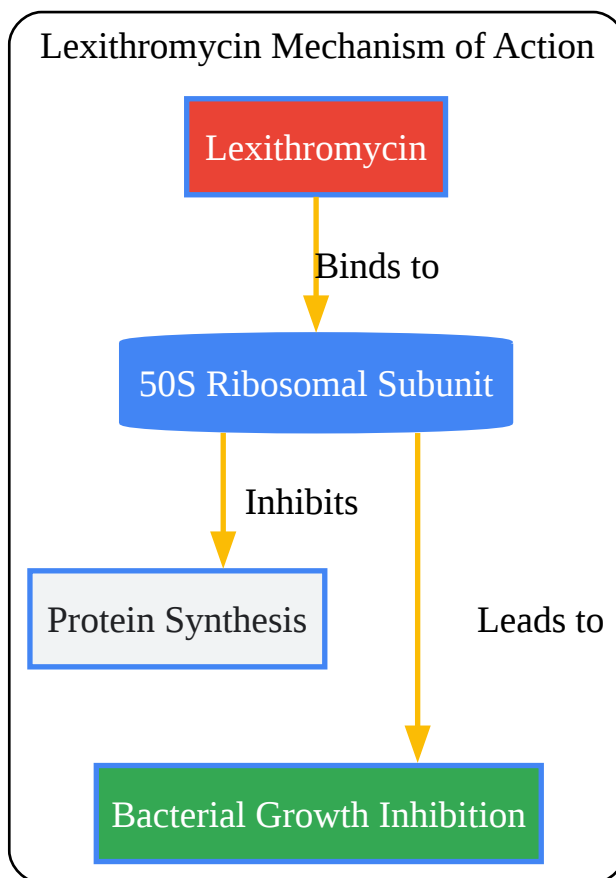 Lexithromycin Mechanism of Action
Lexithromycin
Binds to
50S Ribosomal Subunit
Inhibits
Protein Synthesis
Leads to
Bacterial Growth Inhibition